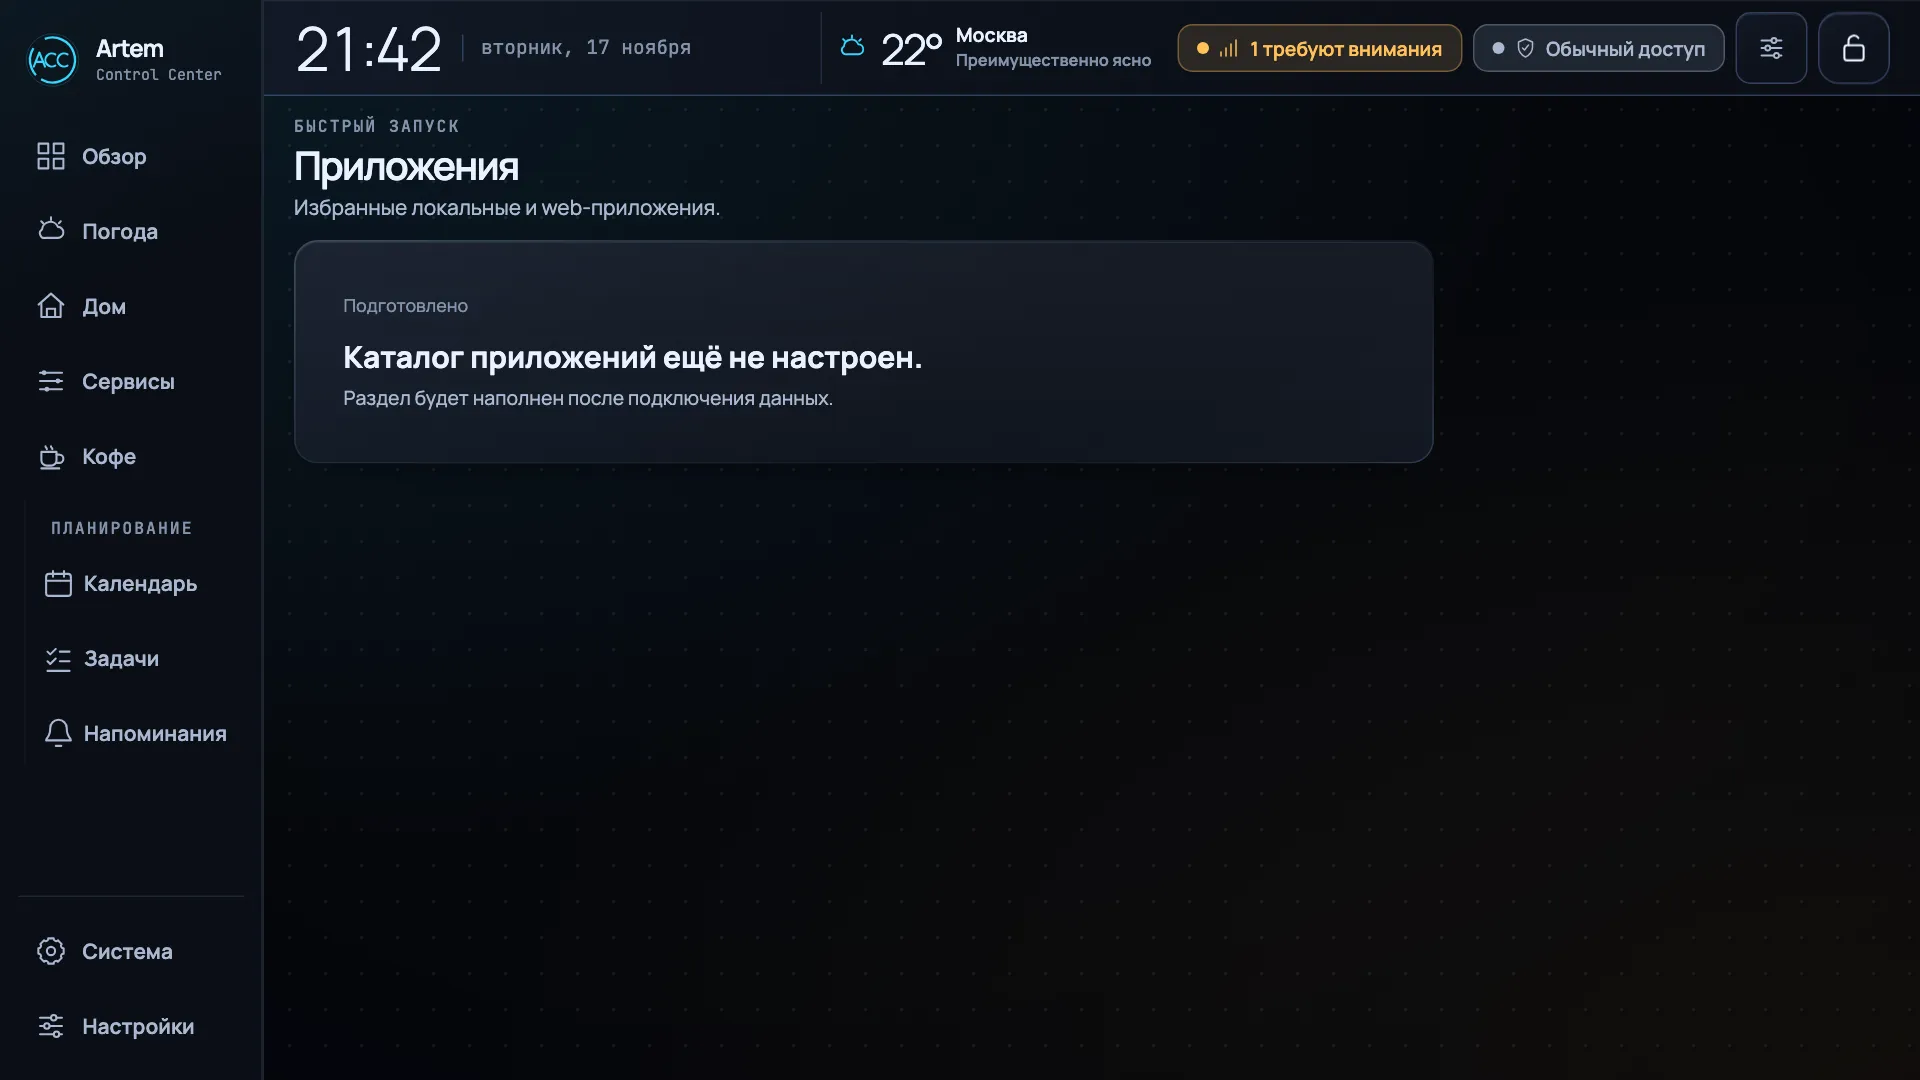 ACC
Artem
Control Center
Обзор
Погода
Дом
Сервисы
Кофе
ПЛАНИРОВАНИЕ
Календарь
Задачи
Напоминания
Система
Настройки
21:42
вторник, 17 ноября
22°
Москва
Преимущественно ясно
1 требуют внимания
Обычный доступ
БЫСТРЫЙ ЗАПУСК
Приложения
Избранные локальные и web-приложения.
Подготовлено
Каталог приложений ещё не настроен.
Раздел будет наполнен после подключения данных.